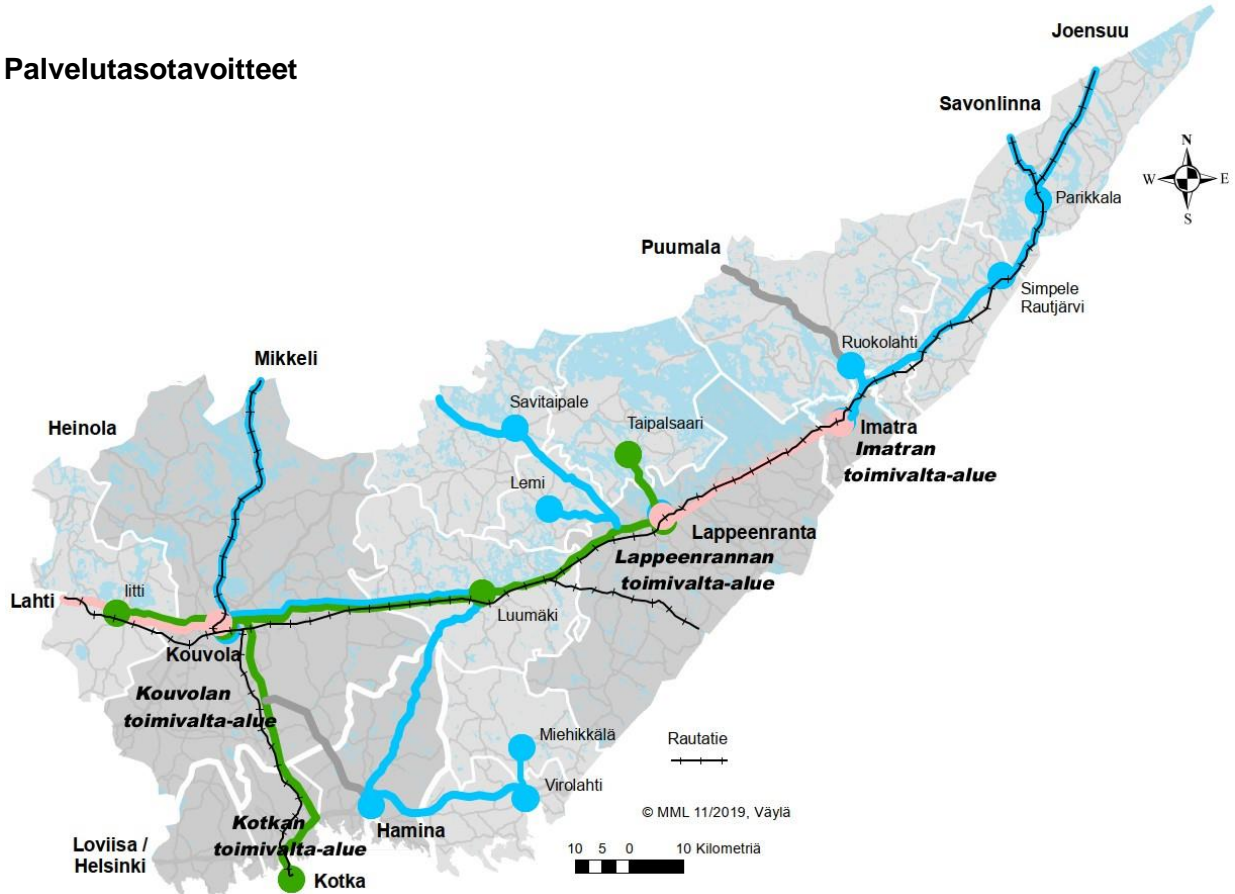 Palvelutasotavoitteet
Joensuu
Savonlinna
N
W
E
S
Parikkala
Puumala
Simpele
Rautjärvi
Ruokolahti
Mikkeli
Savitaipale
Taipalsaari
Imatra
Imatran
toimivalta-alue
Heinola
Lemi
Lappeenranta
Lappeenrannan
toimivalta-alue
Iitti
Lahti
Luumäki
Kouvola
Kouvolan
toimivalta-alue
Miehikkälä
Rautatie
Virolahti
© MML 11/2019, Väylä
Hamina
Kotkan
toimivalta-alue
Loviisa /
Helsinki
10 5 0 10 Kilometriä
Kotka